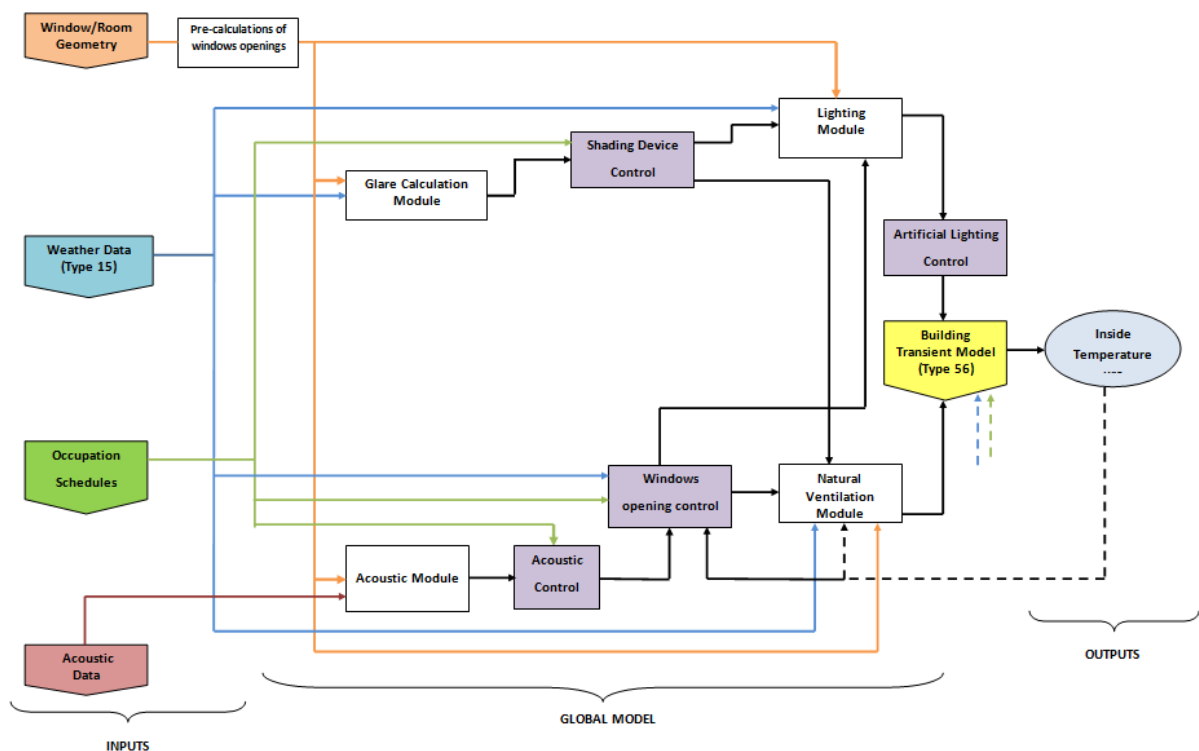 Window/Room
Geometry
Pre-calculations of
windows openings
Lighting
Module
Shading Device
Control
Glare Calculation
Module
Weather Data
(Type 15)
Artificial Lighting
Control
Building
Transient Model
(Type 56)
Inside
Temperature
Occupation
Schedules
Windows
opening control
Natural
Ventilation
Module
Acoustic Module
Acoustic
Control
Acoustic
Data
OUTPUTS
GLOBAL MODEL
INPUTS